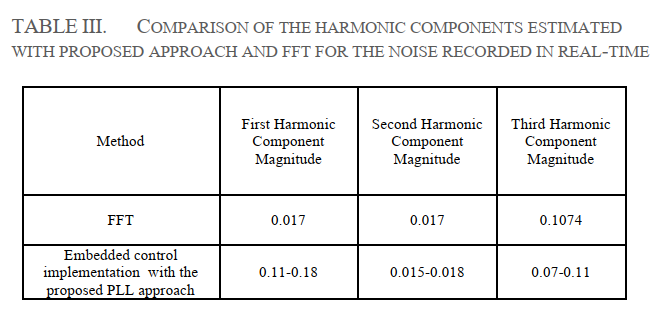 TABLE III. COMPARISON OF THE HARMONIC COMPONENTS ESTIMATED
WITH PROPOSED APPROACH AND FFT FOR THE NOISE RECORDED IN REAL-TIME
Method
First Harmonic
Component
Magnitude
Second Harmonic
Component
Magnitude
Third Harmonic
Component
Magnitude
FFT
0.017
0.017
0.1074
Embedded control
implementation with the
proposed PLL approach
0.11-0.18
0.015-0.018
0.07-0.11